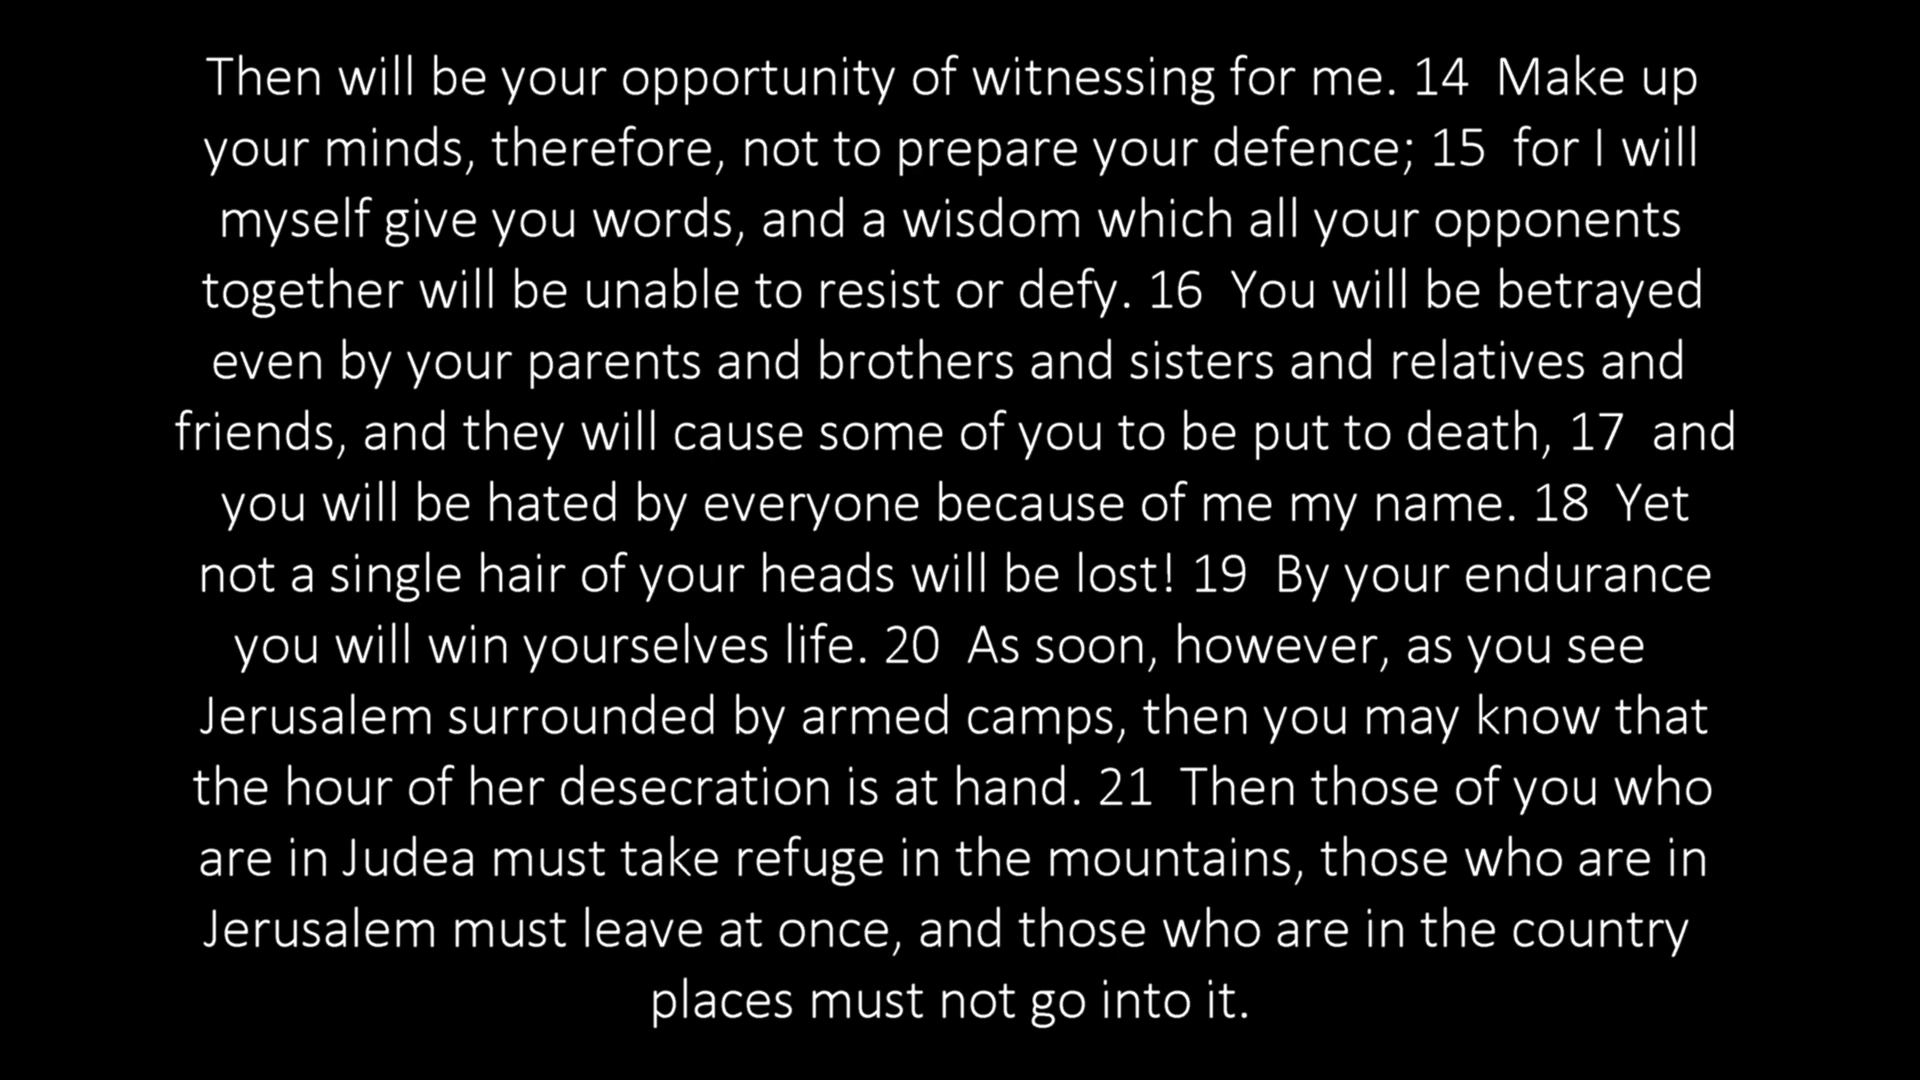 Then will be your opportunity of witnessing for me. 14 Make up
your minds, therefore, not to prepare your defence; 15 for I will
myself give you words, and a wisdom which all your opponents
together will be unable to resist or defy. 16 You will be betrayed
even by your parents and brothers and sisters and relatives and
friends, and they will cause some of you to be put to death, 17 and
you will be hated by everyone because of me my name. 18 Yet
not a single hair of your heads will be lost! 19 By your endurance
you will win yourselves life. 20 As soon, however, as you see
Jerusalem surrounded by armed camps, then you may know that
the hour of her desecration is at hand. 21 Then those of you who
are in Judea must take refuge in the mountains, those who are in
Jerusalem must leave at once, and those who are in the country
places must not go into it.